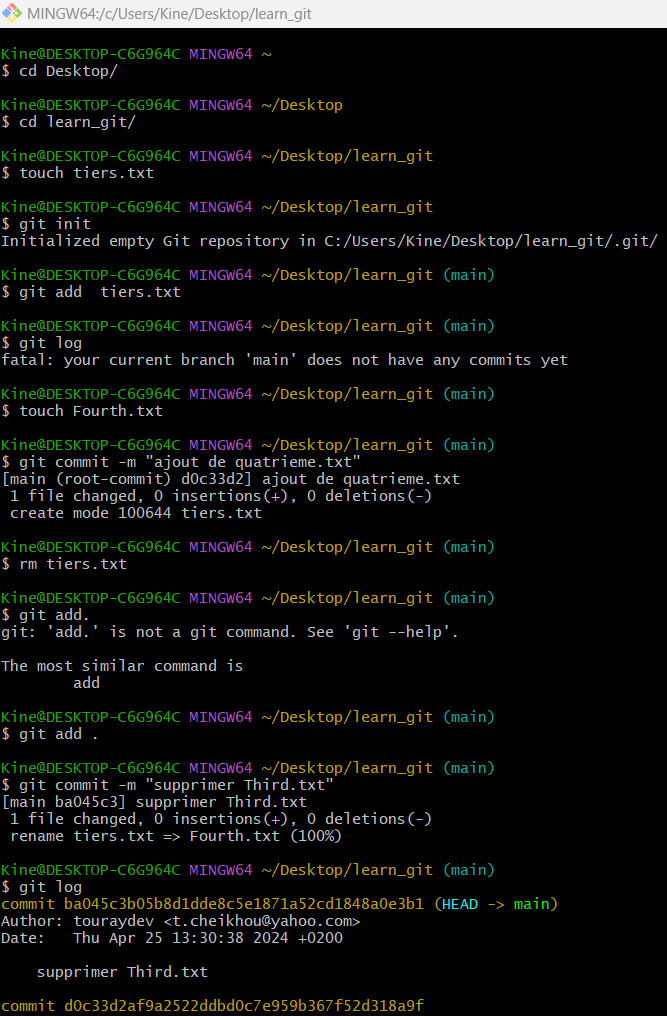 MINGW64:/c/Users/Kine/Desktop/learn_git
Kine@DESKTOP-C6G964C MINGW64 ~
$ cd Desktop/
Kine@DESKTOP-C6G964C MINGW64 ~/Desktop
$ cd learn_git/
Kine@DESKTOP-C6G964C MINGW64 ~/Desktop/learn_git
$ touch tiers.txt
Kine@DESKTOP-C6G964C MINGW64 ~/Desktop/learn_git
$ git init
Initialized empty Git repository in C:/Users/Kine/Desktop/learn_git/.git/
Kine@DESKTOP-C6G964C MINGW64 ~/Desktop/learn_git (main)
$ git add  tiers.txt
Kine@DESKTOP-C6G964C MINGW64 ~/Desktop/learn_git (main)
$ git log
fatal: your current branch 'main' does not have any commits yet
Kine@DESKTOP-C6G964C MINGW64 ~/Desktop/learn_git (main)
$ touch Fourth.txt
Kine@DESKTOP-C6G964C MINGW64 ~/Desktop/learn_git (main)
$ git commit -m "ajout de quatrieme.txt"
[main (root-commit) d0c33d2] ajout de quatrieme.txt
 1 file changed, 0 insertions(+), 0 deletions(-)
 create mode 100644 tiers.txt
Kine@DESKTOP-C6G964C MINGW64 ~/Desktop/learn_git (main)
$ rm tiers.txt
Kine@DESKTOP-C6G964C MINGW64 ~/Desktop/learn_git (main)
$ git add.
git: 'add.' is not a git command. See 'git --help'.
The most similar command is
        add
Kine@DESKTOP-C6G964C MINGW64 ~/Desktop/learn_git (main)
$ git add .
Kine@DESKTOP-C6G964C MINGW64 ~/Desktop/learn_git (main)
$ git commit -m "supprimer Third.txt"
[main ba045c3] supprimer Third.txt
 1 file changed, 0 insertions(+), 0 deletions(-)
 rename tiers.txt => Fourth.txt (100%)
Kine@DESKTOP-C6G964C MINGW64 ~/Desktop/learn_git (main)
$ git log
commit ba045c3b05b8d1dde8c5e1871a52cd1848a0e3b1 (HEAD -> main)
Author: touraydev <t.cheikhou@yahoo.com>
Date:   Thu Apr 25 13:30:38 2024 +0200
    supprimer Third.txt
commit d0c33d2af9a2522ddbd0c7e959b367f52d318a9f